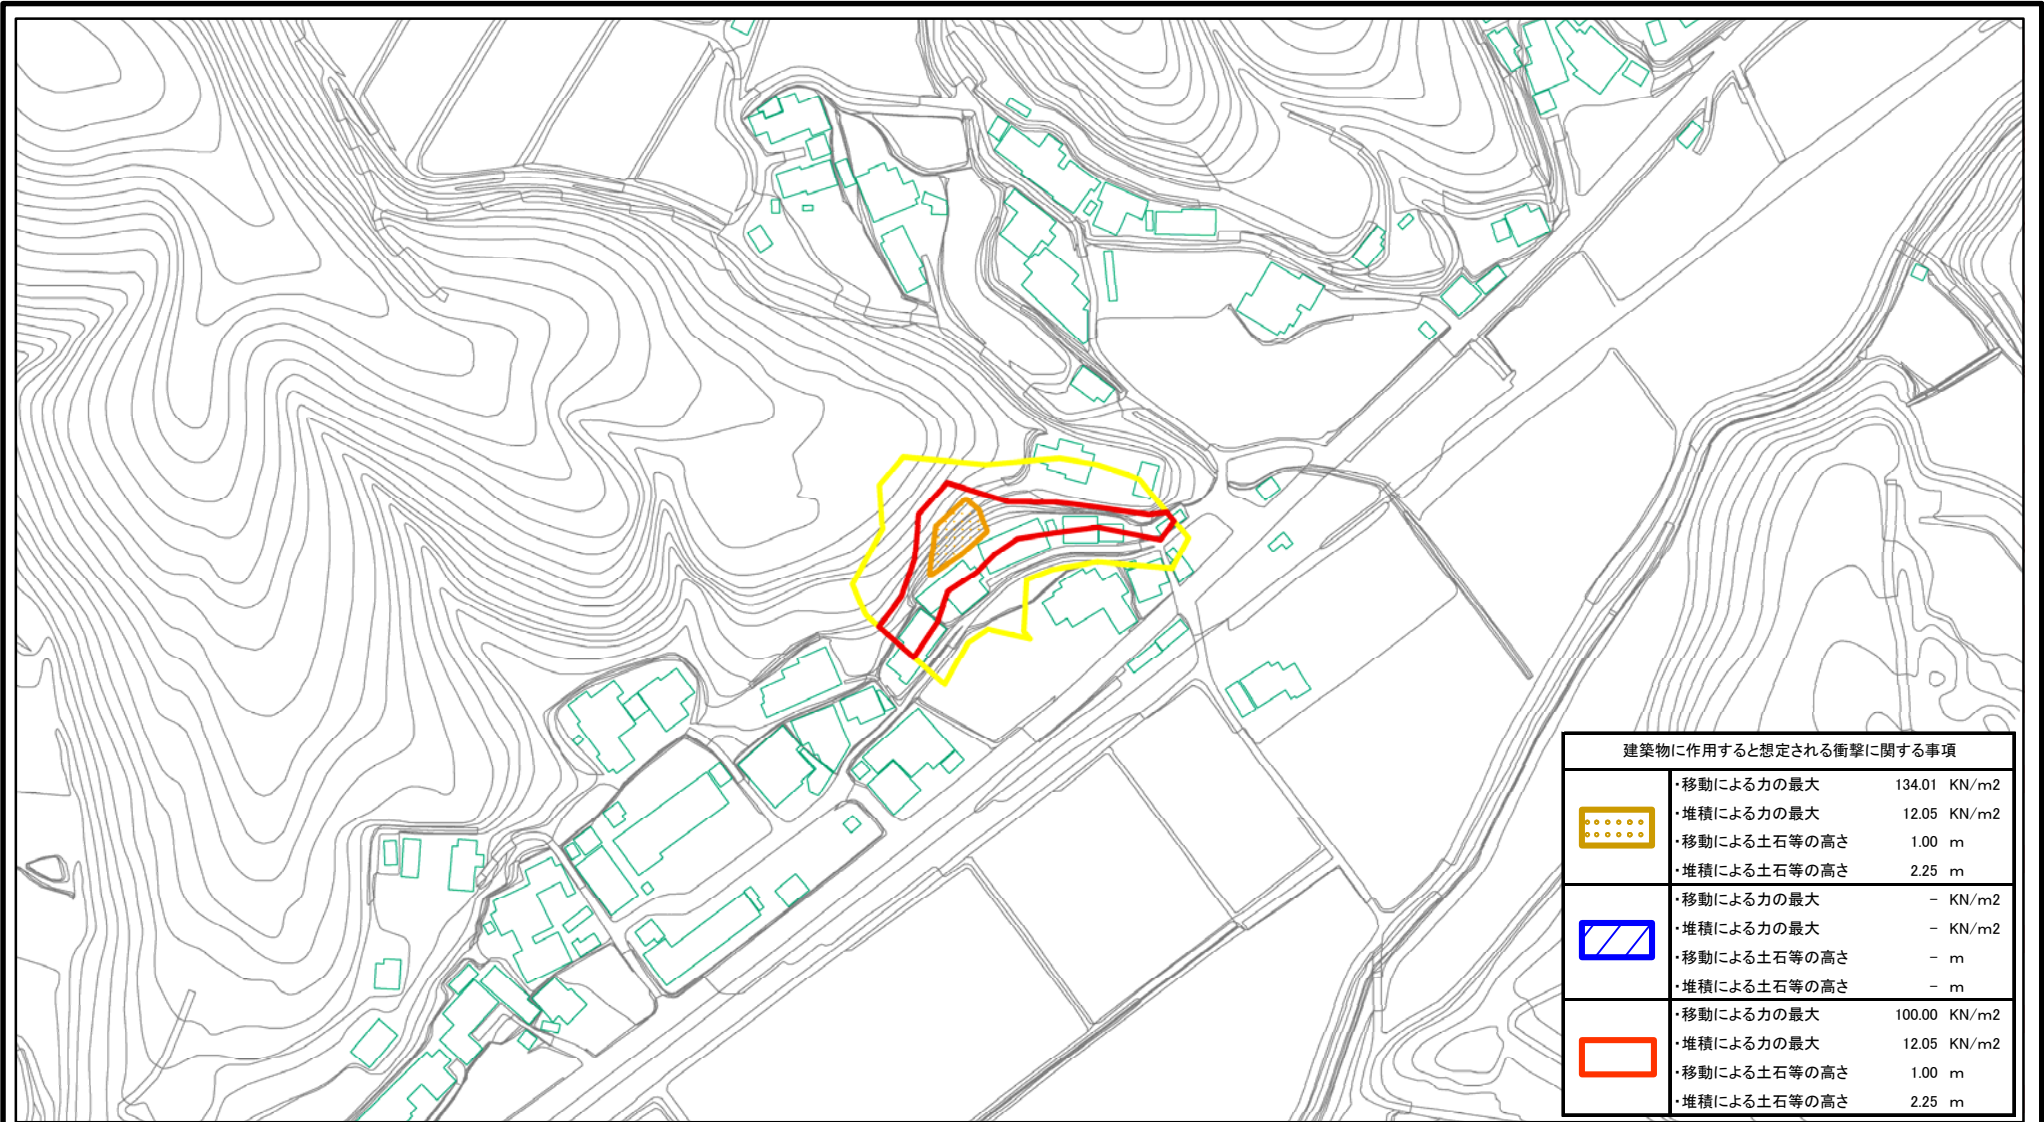 建築物に作用すると想定される衝撃に関する事項
・移動による力の最大 134.01 KN/m2
・堆積による力の最大 12.05 KN/m2
・移動による土石等の高さ 1.00 m
・堆積による土石等の高さ 2.25 m
・移動による力の最大 - KN/m2
・堆積による力の最大 - KN/m2
・移動による土石等の高さ - m
・堆積による土石等の高さ - m
・移動による力の最大 100.00 KN/m2
・堆積による力の最大 12.05 KN/m2
・移動による土石等の高さ 1.00 m
・堆積による土石等の高さ 2.25 m